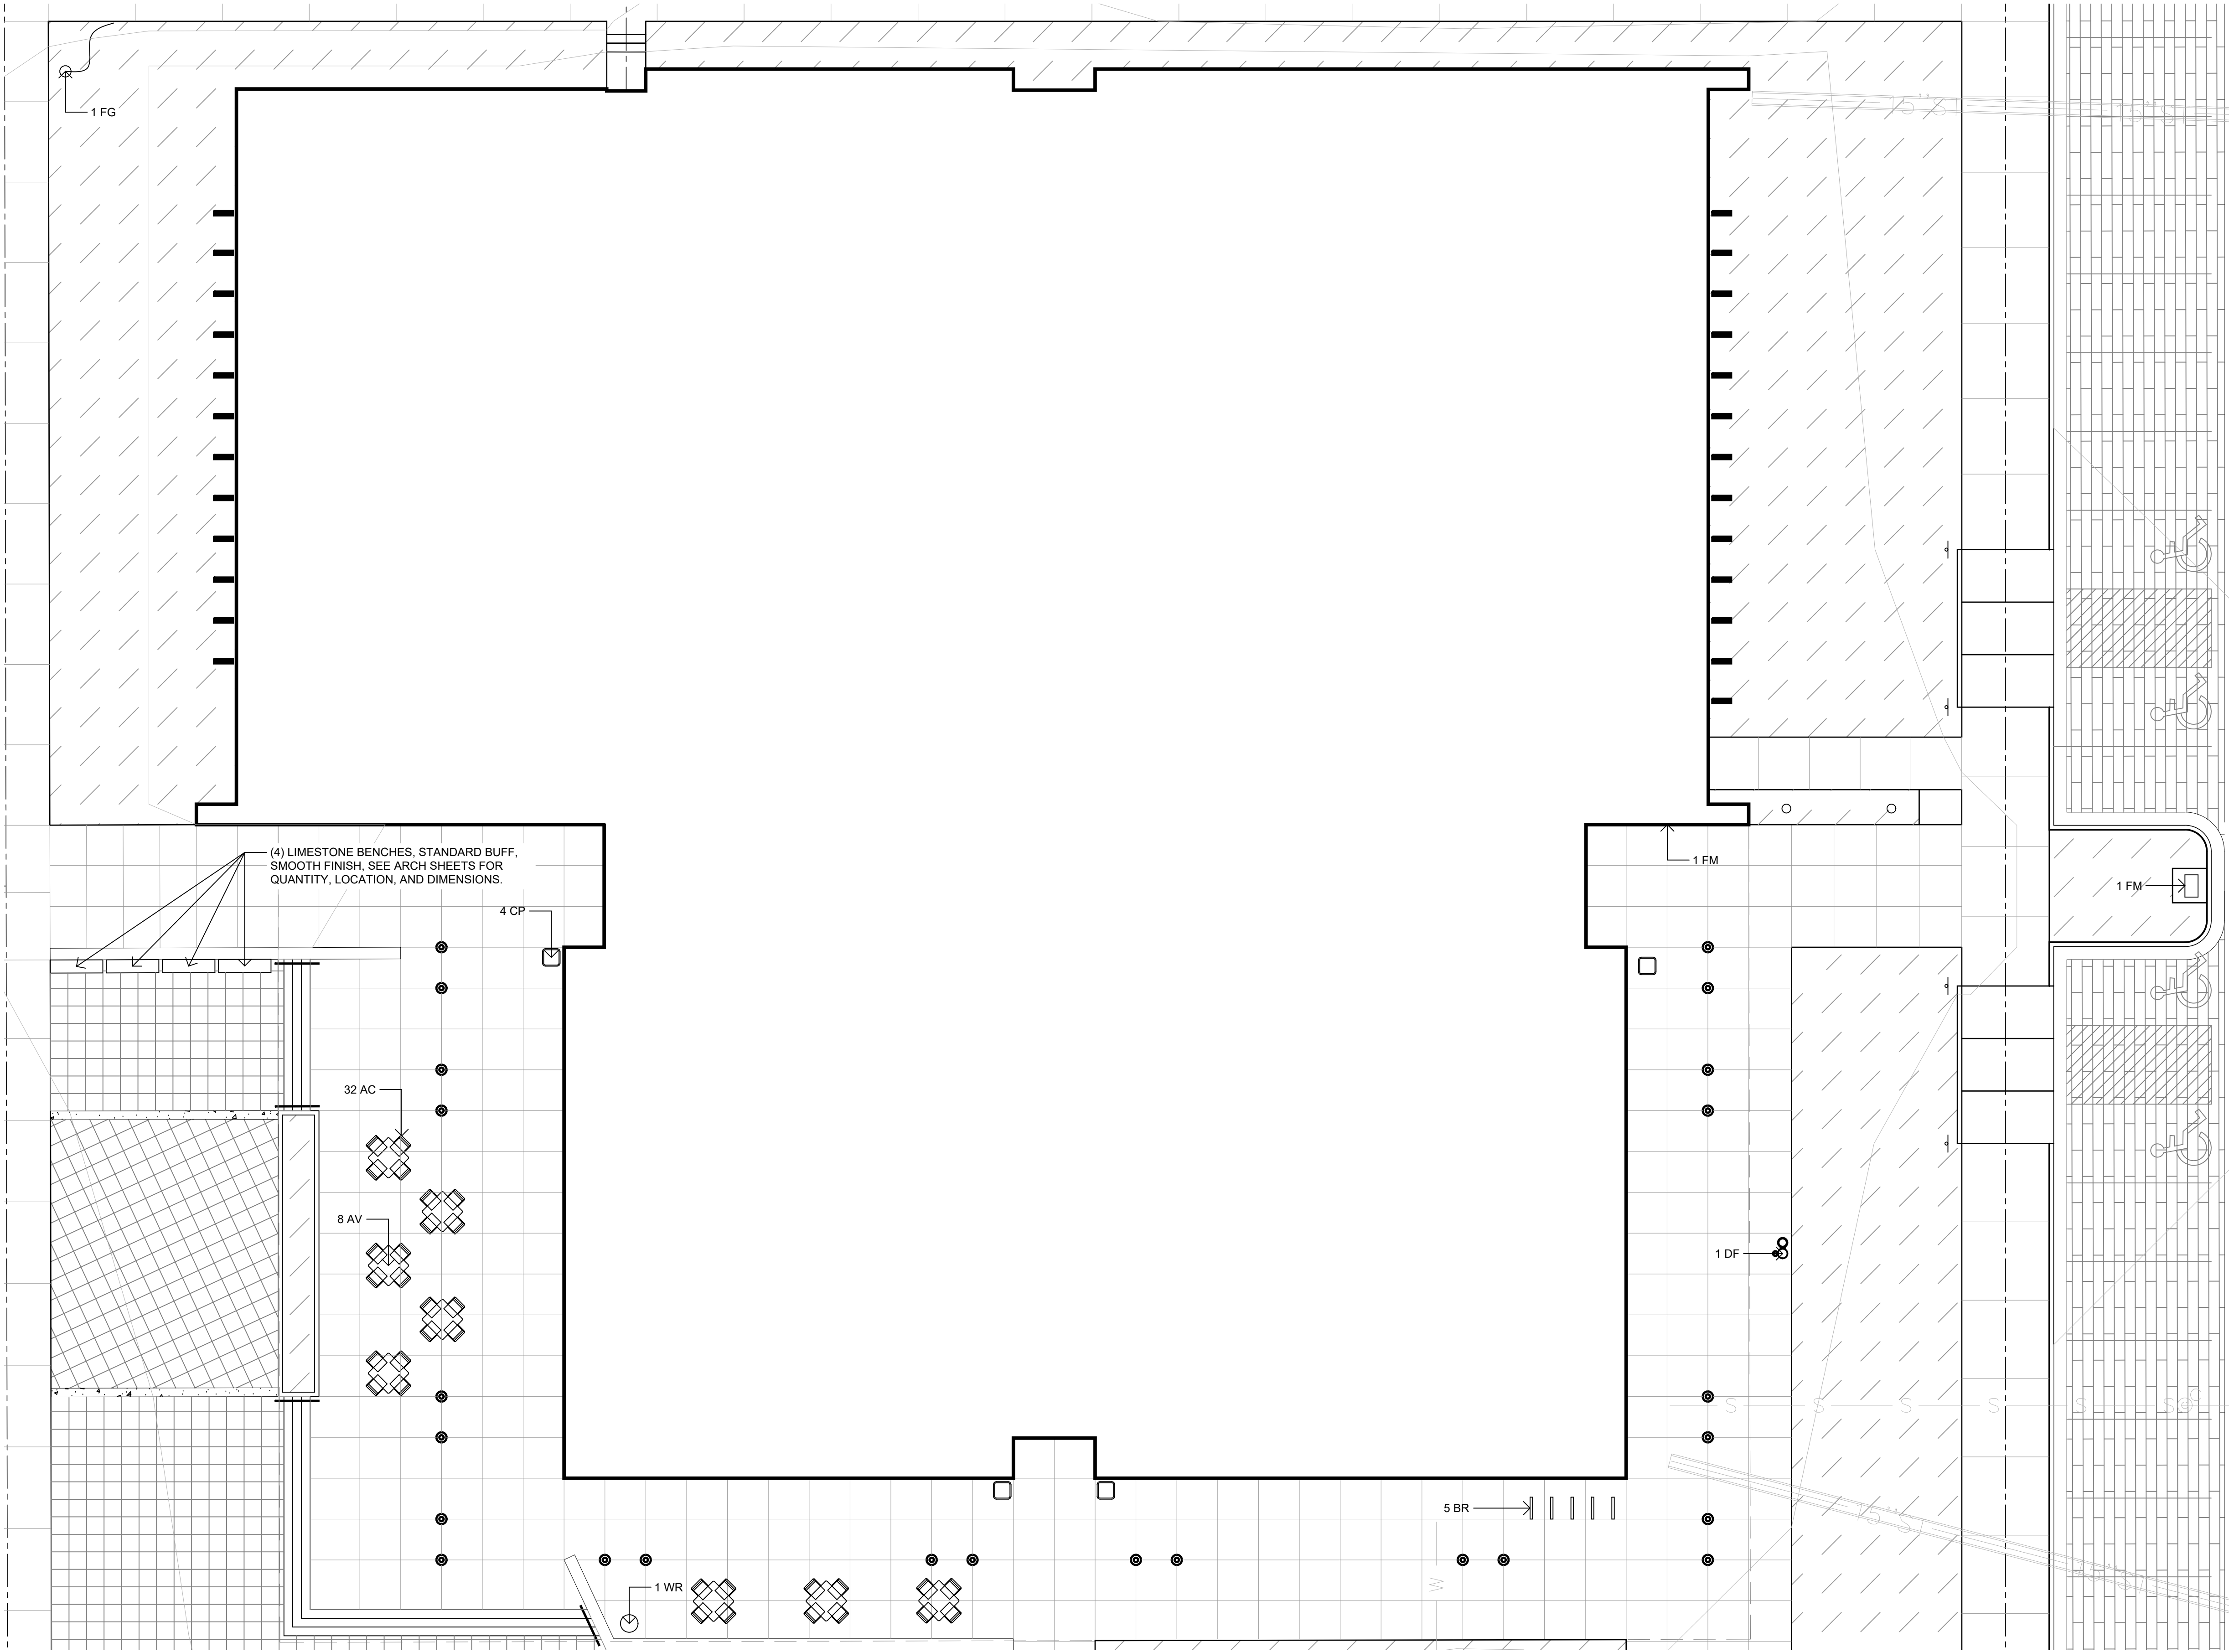 1 FG
(4) LIMESTONE BENCHES, STANDARD BUFF,
SMOOTH FINISH, SEE ARCH SHEETS FOR
QUANTITY, LOCATION, AND DIMENSIONS.
1 FM
1 FM
4 CP
32 AC
8 AV
1 DF
S S S S S
5 BR
1 WR
W